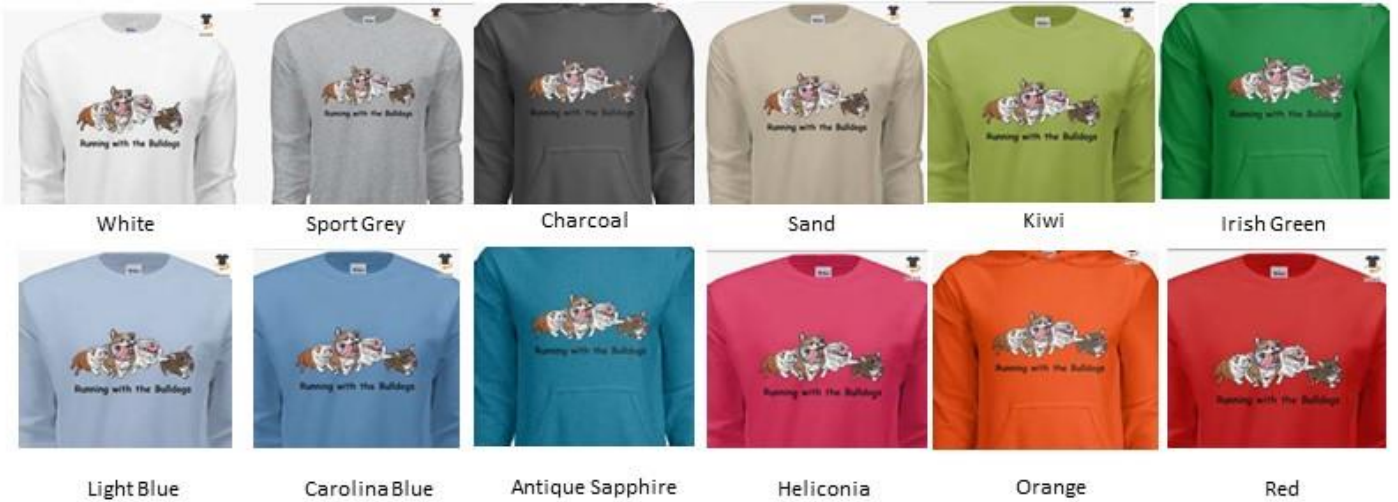 Running with the Bulldogs
Running with the Bulldogs
Running with the Bulldogs
Running with the Bulldogs
Running with the Bulldogs
Running with the Bulldogs
White
Sport Grey
Charcoal
Sand
Kiwi
Irish Green
Running with the Bulldogs
Running with the Bulldogs
Running with the Bulldogs
Running with the Bulldogs
Running with the Bulldogs
Running with the Bulldogs
Light Blue
Carolina Blue
Antique Sapphire
Heliconia
Orange
Red